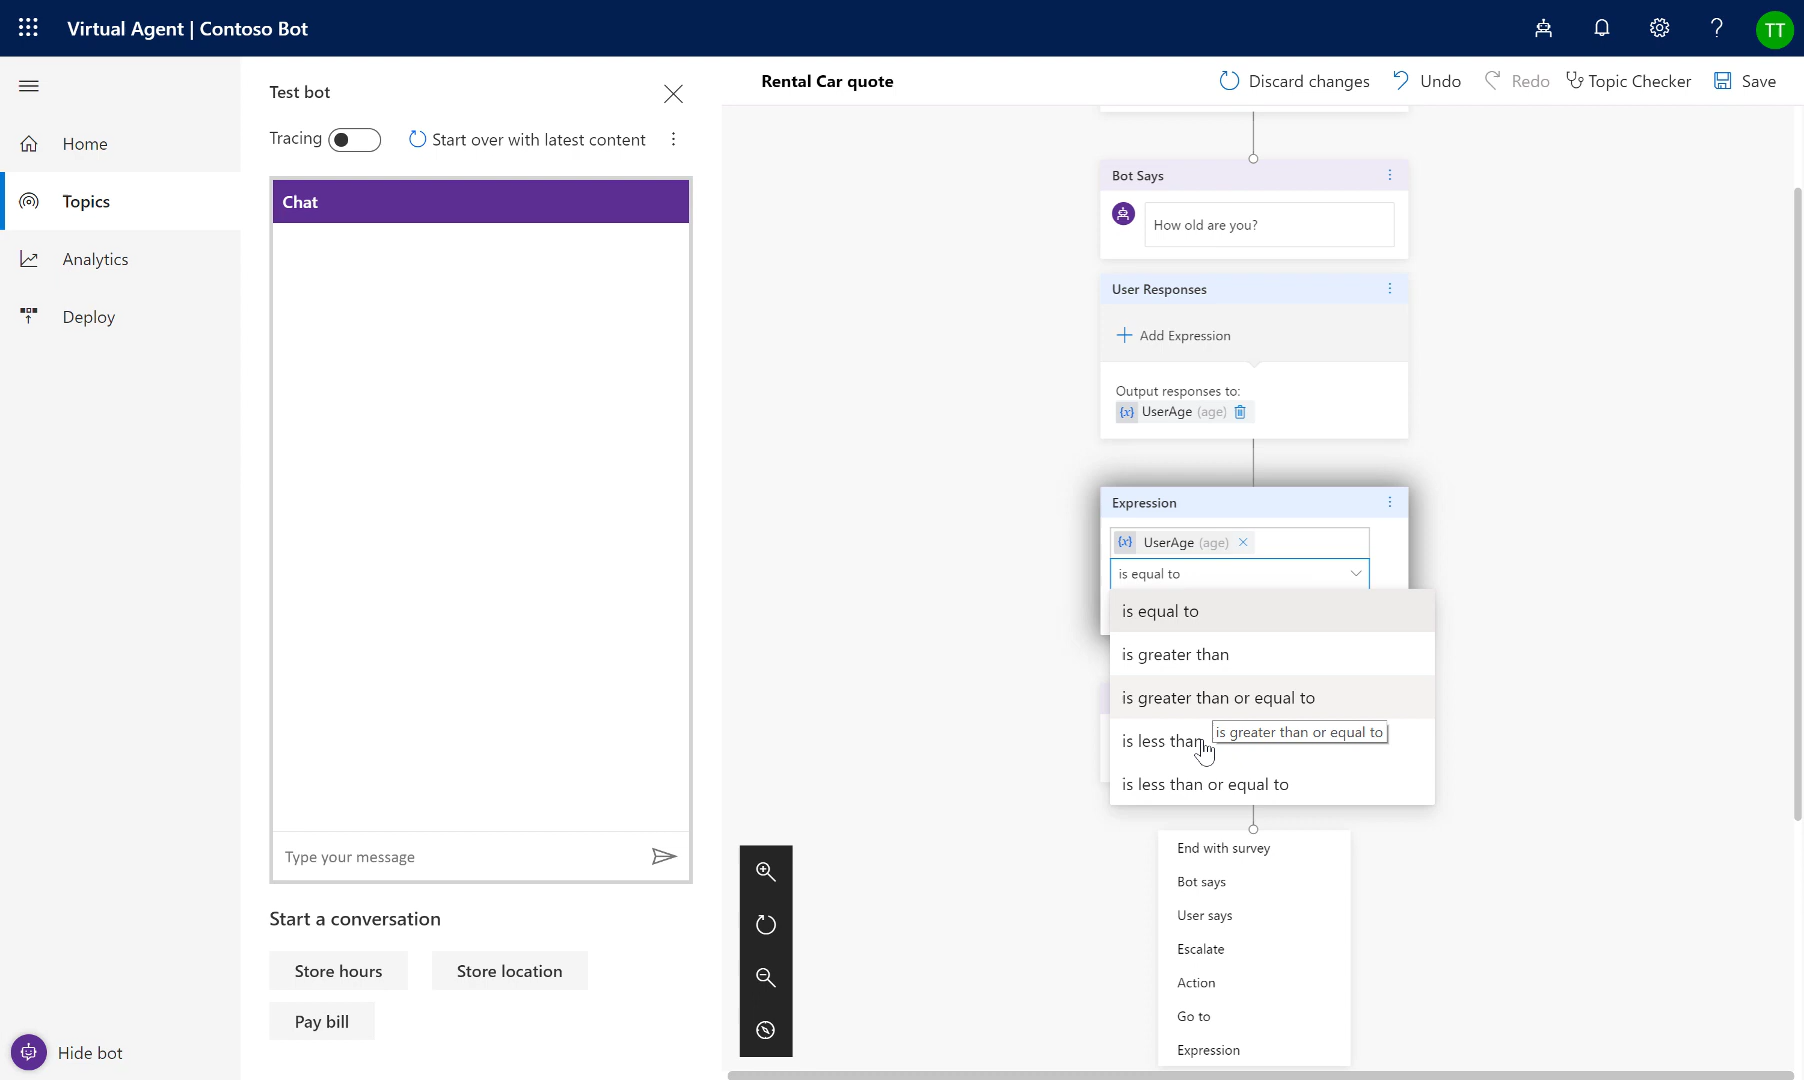 Virtual Agent | Contoso Bot
?
TT
Home
Topics
Analytics
Deploy
Hide bot
Test bot
Tracing
Start over with latest content
Chat
Type your message
Start a conversation
Store hours
Store location
Pay bill
Rental Car quote
Discard changes
Undo
Redo
Topic Checker
Save
Bot Says
How old are you?
User Responses
Add Expression
Output responses to:
{x} UserAge (age)
Expression
{x} UserAge (age)
is equal to
is equal to
is greater than
is greater than or equal to
is greater than or equal to
is less than
is less than or equal to
End with survey
Bot says
User says
Escalate
Action
Go to
Expression